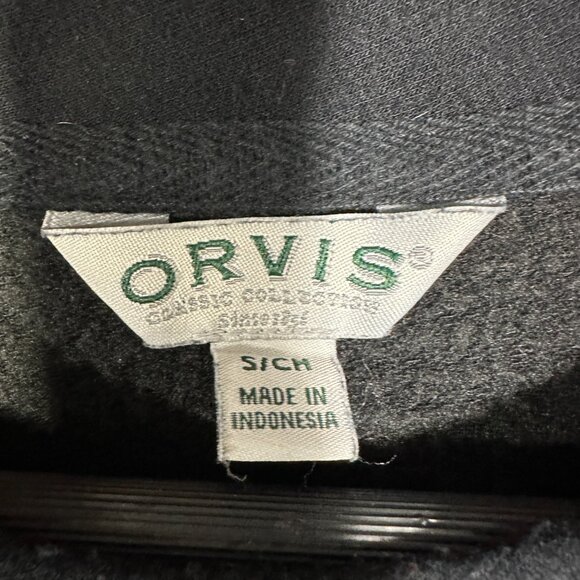 ORVIS®
CLASSIC COLLECTION
S/CH
MADE IN
INDONESIA